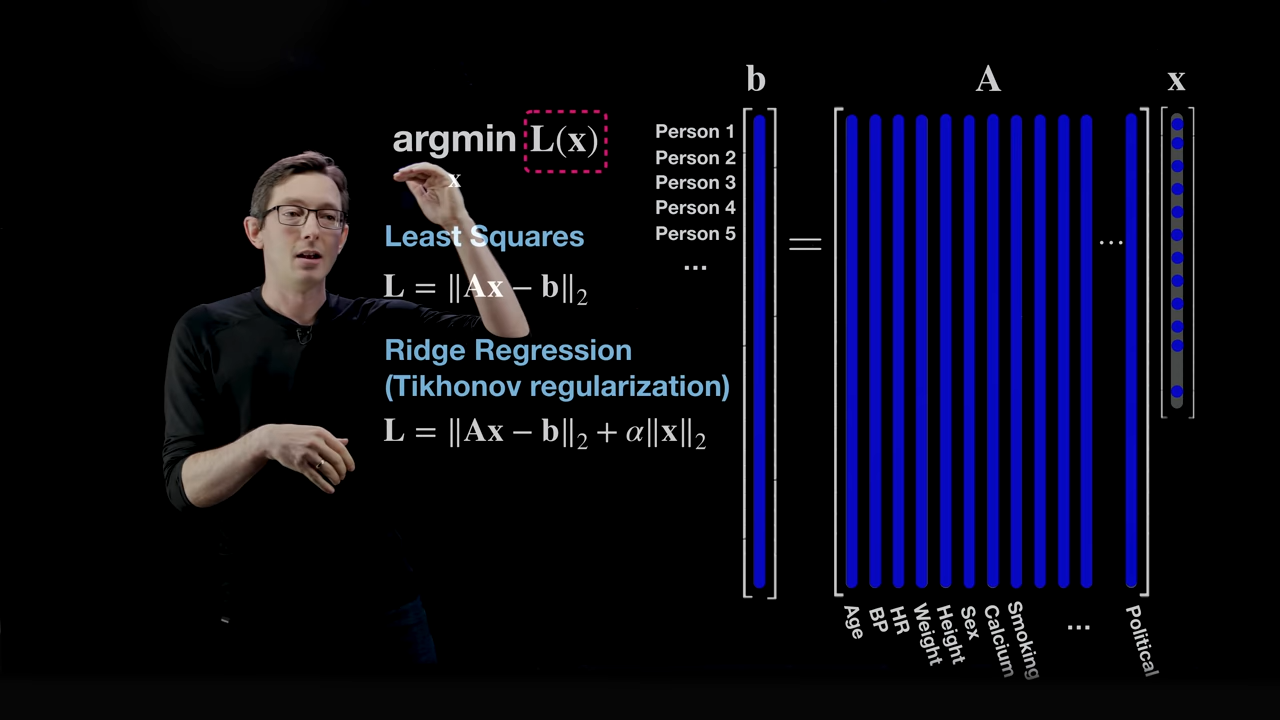 argmin L(x)
x
Least Squares
L = ‖Ax − b‖₂
Ridge Regression
(Tikhonov regularization)
L = ‖Ax − b‖₂ + α‖x‖₂
b
=
A
x
Person 1
Person 2
Person 3
Person 4
Person 5
...
...
Age
BP
HR
Weight
Height
Sex
Calcium
Smoking
...
Political